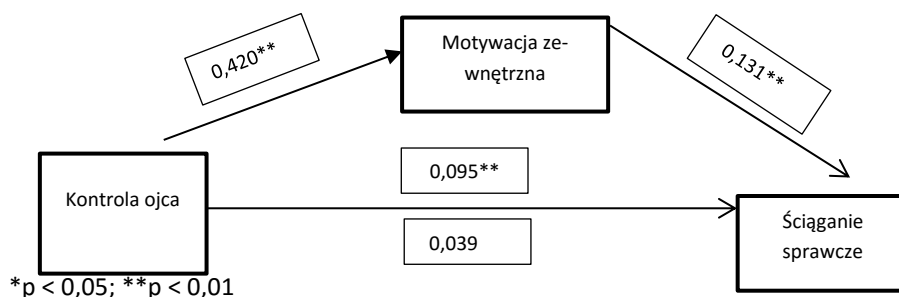 Motywacja ze-
wnętrzna
0,420**
0,131**
0,095**
Kontrola ojca
0,039
Ściąganie
sprawcze
*p < 0,05; **p < 0,01